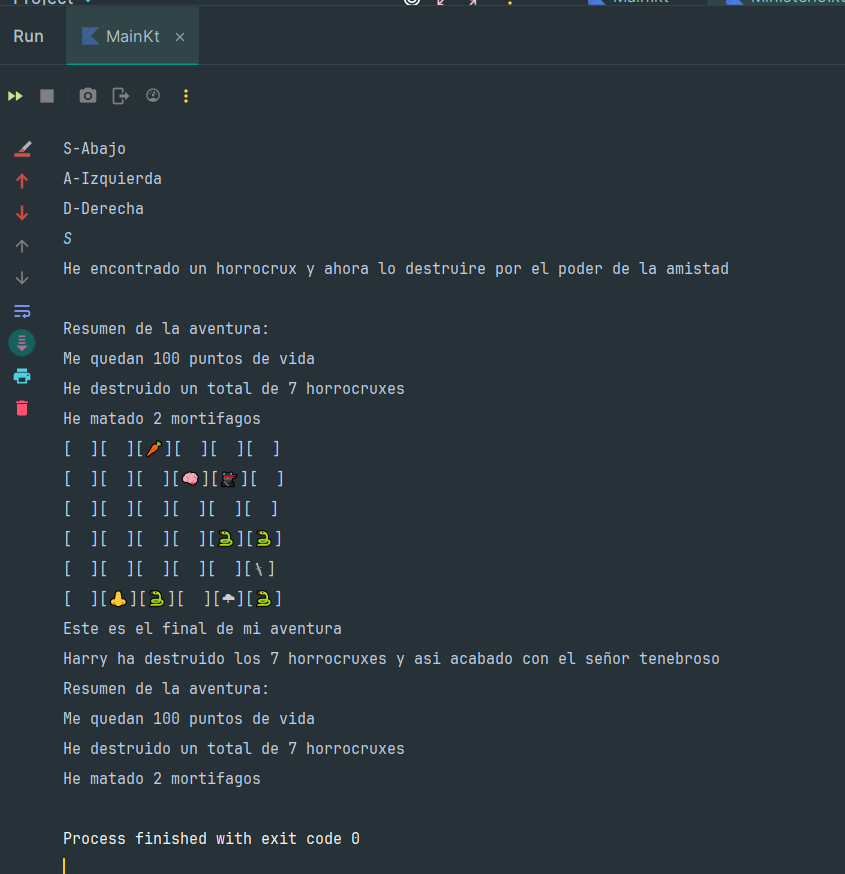 Project
MainKt
Run
MainKt
S-Abajo
A-Izquierda
D-Derecha
S
He encontrado un horrocrux y ahora lo destruire por el poder de la amistad
Resumen de la aventura:
Me quedan 100 puntos de vida
He destruido un total de 7 horrocruxes
He matado 2 mortifagos
[  ][  ][🥕][  ][  ][  ]
[  ][  ][  ][🧠][🐈‍⬛][  ]
[  ][  ][  ][  ][  ][  ]
[  ][  ][  ][  ][🐍][🐍]
[  ][  ][  ][  ][  ][\]
[  ][👃][🐍][  ][🌩][🐍]
Este es el final de mi aventura
Harry ha destruido los 7 horrocruxes y asi acabado con el señor tenebroso
Resumen de la aventura:
Me quedan 100 puntos de vida
He destruido un total de 7 horrocruxes
He matado 2 mortifagos
Process finished with exit code 0